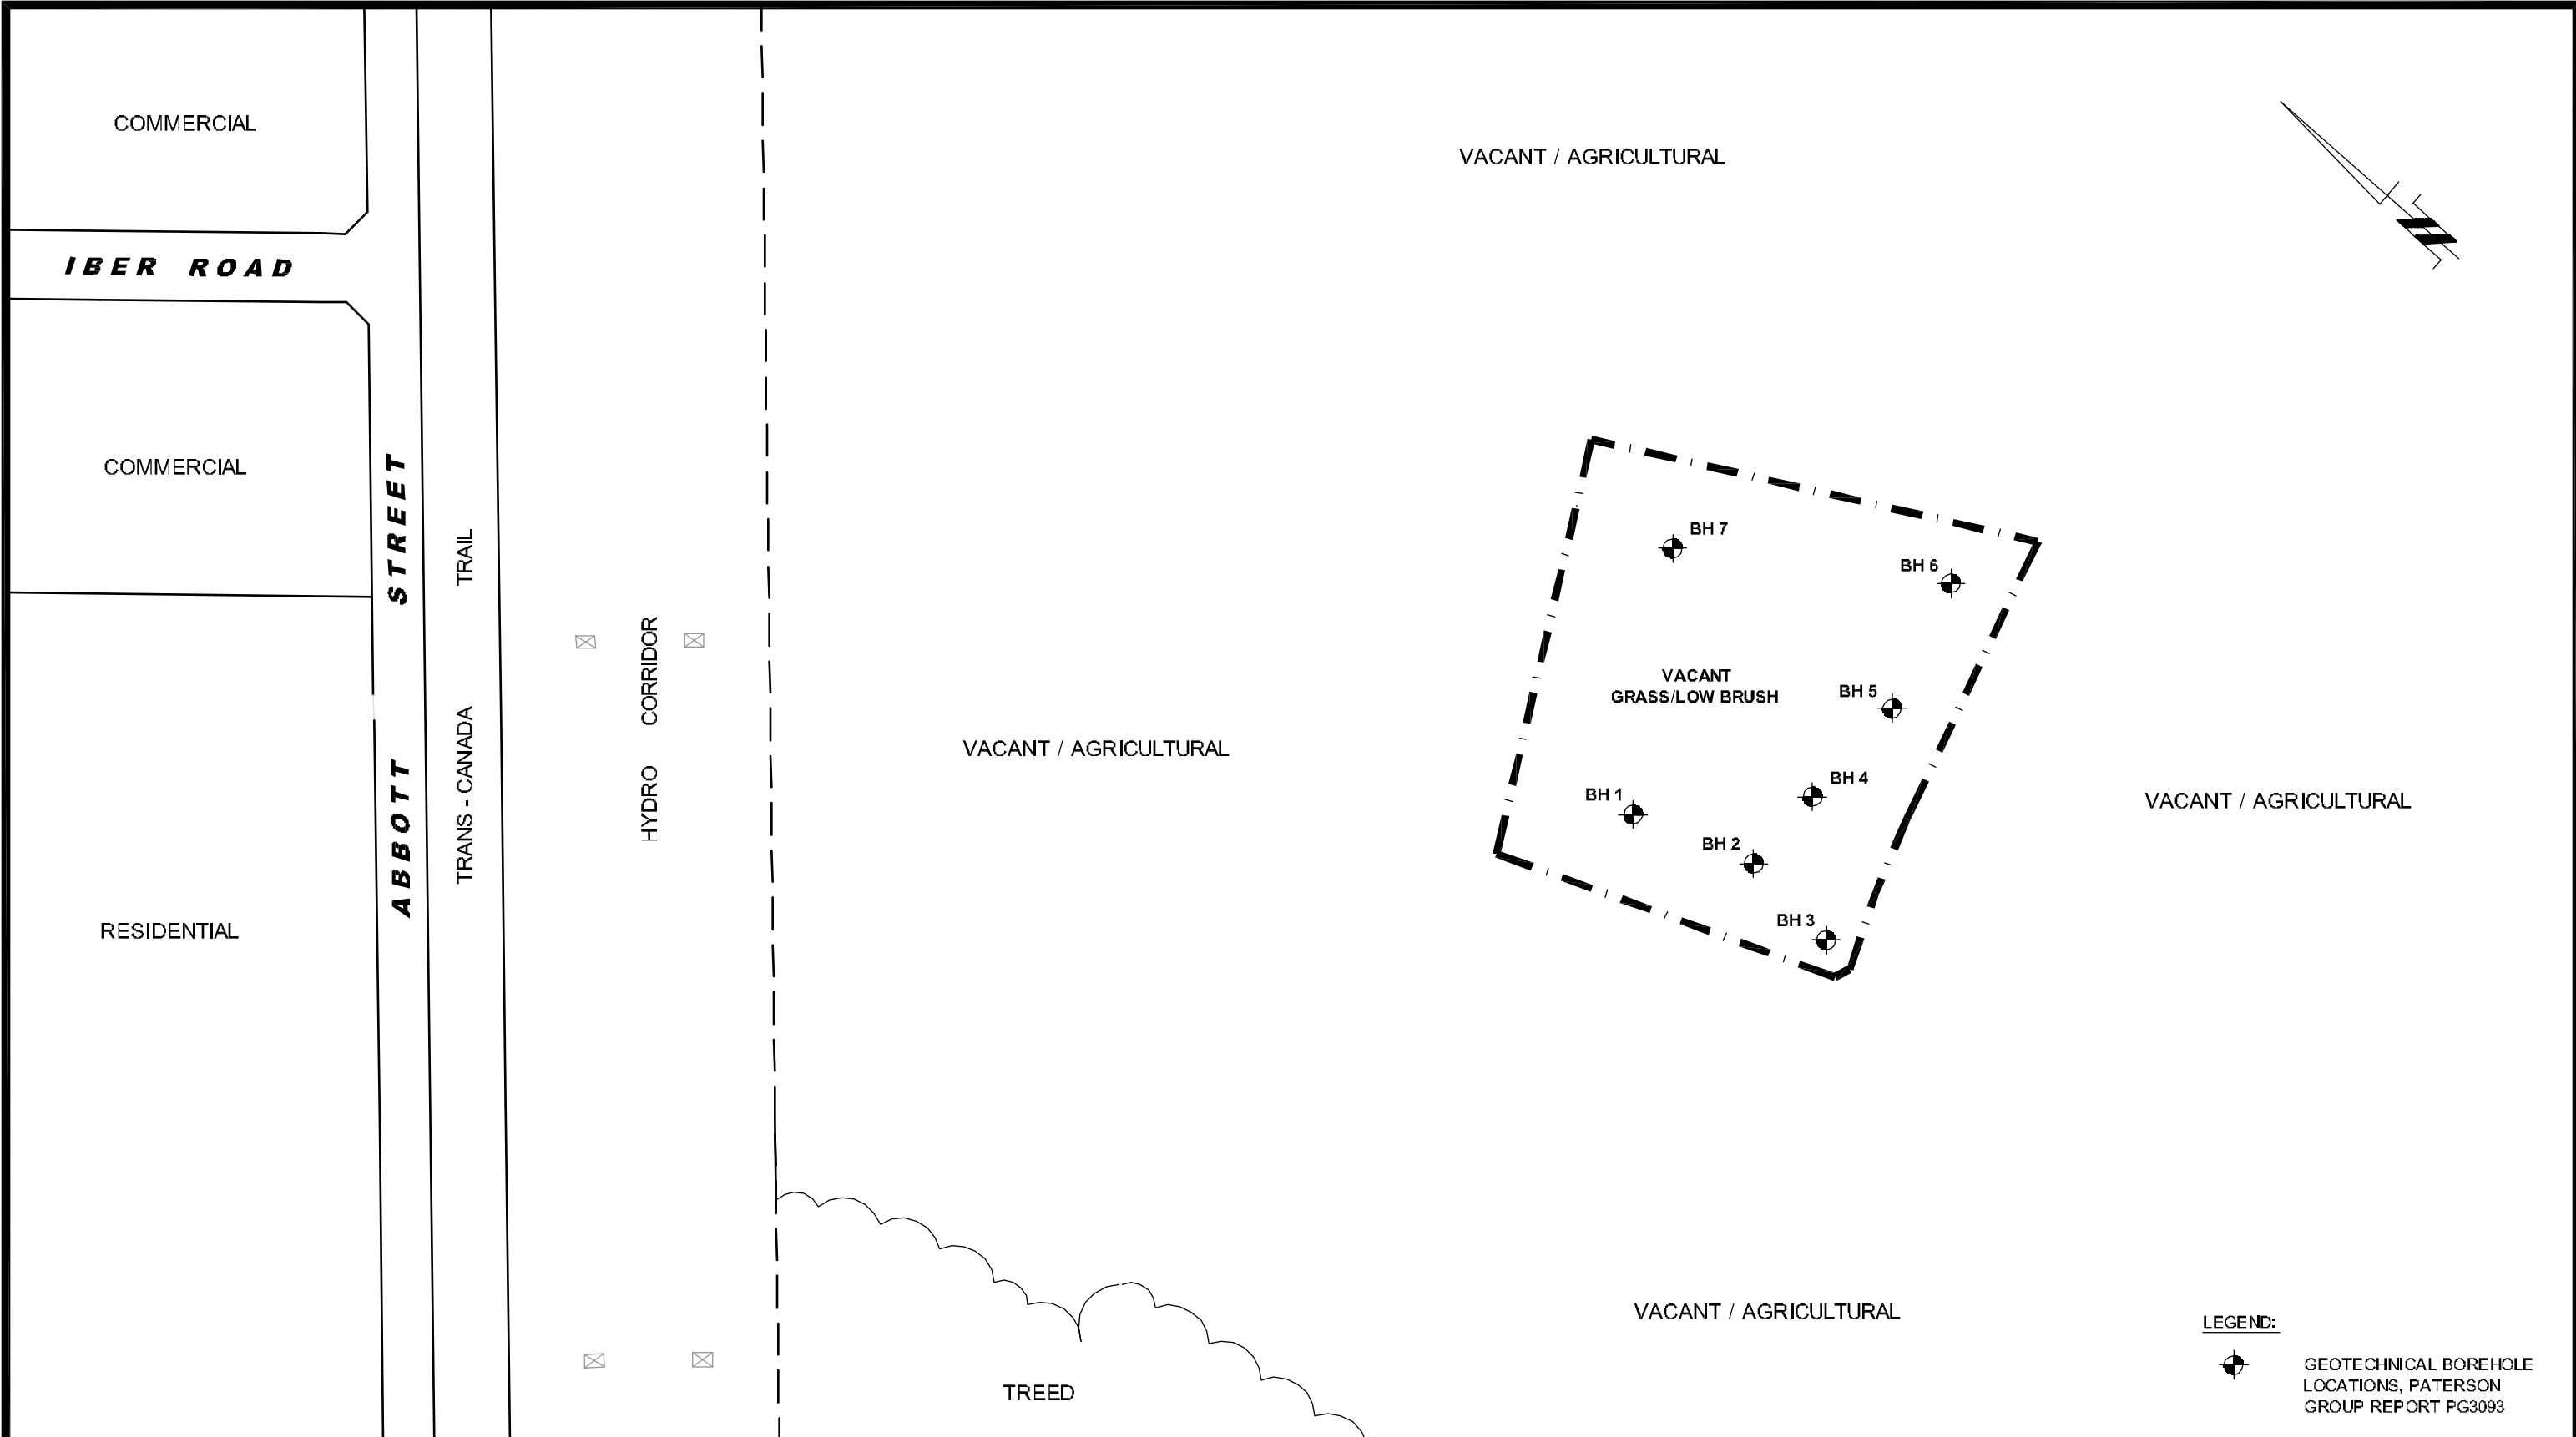 COMMERCIAL
VACANT / AGRICULTURAL
IBER ROAD
COMMERCIAL
ABBOTT STREET
TRANS - CANADA TRAIL
HYDRO CORRIDOR
BH 7
BH 6
VACANT
GRASS/LOW BRUSH
BH 5
VACANT / AGRICULTURAL
BH 4
BH 1
VACANT / AGRICULTURAL
BH 2
BH 3
RESIDENTIAL
VACANT / AGRICULTURAL
TREED
LEGEND:
GEOTECHNICAL BOREHOLE
LOCATIONS, PATERSON
GROUP REPORT PG3093